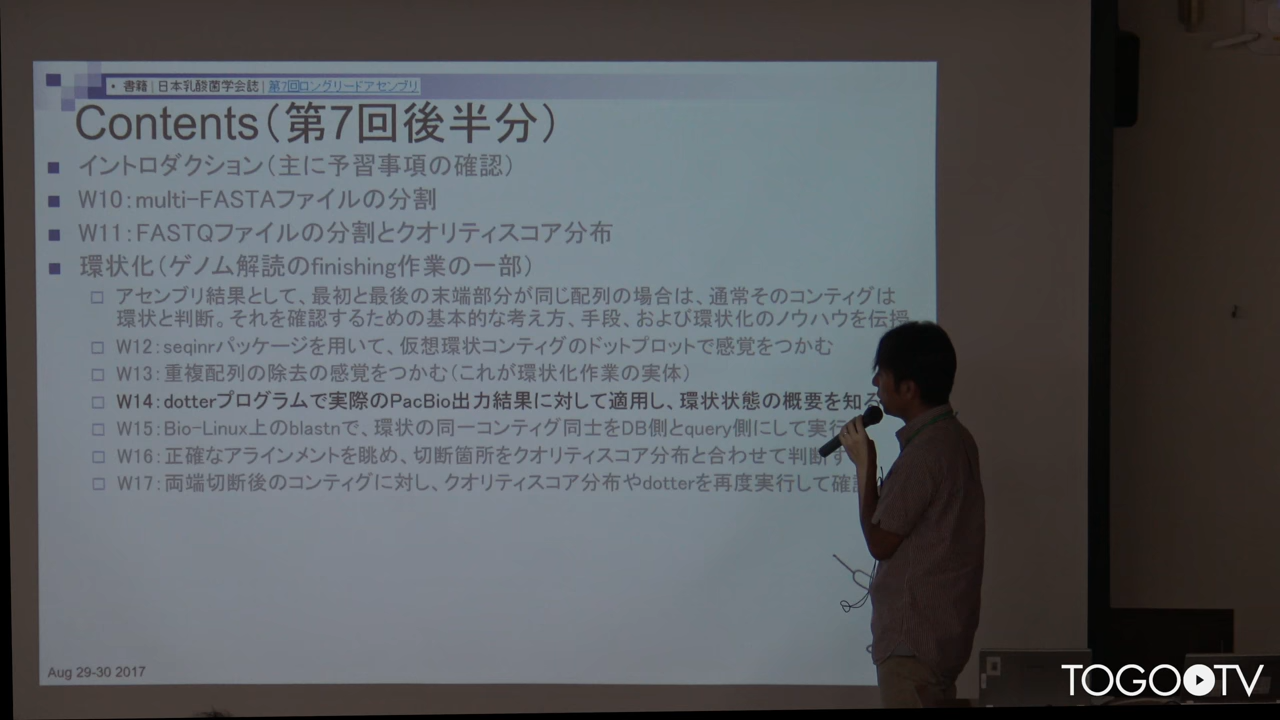 ・ 書籍 | 日本乳酸菌学会誌 | 第7回ロングリードアセンブリ
Contents（第7回後半分）
イントロダクション（主に予習事項の確認）
W10：multi-FASTAファイルの分割
W11：FASTQファイルの分割とクオリティスコア分布
環状化（ゲノム解読のfinishing作業の一部）
アセンブリ結果として、最初と最後の末端部分が同じ配列の場合は、通常そのコンティグは
環状と判断。それを確認するための基本的な考え方、手段、および環状化のノウハウを伝授
W12：seqinrパッケージを用いて、仮想環状コンティグのドットプロットで感覚をつかむ
W13：重複配列の除去の感覚をつかむ（これが環状化作業の実体）
W14：dotterプログラムで実際のPacBio出力結果に対して適用し、環状状態の概要を知る
W15：Bio-Linux上のblastnで、環状の同一コンティグ同士をDB側とquery側にして実行
W16：正確なアラインメントを眺め、切断箇所をクオリティスコア分布と合わせて判断す
W17：両端切断後のコンティグに対し、クオリティスコア分布やdotterを再度実行して確
Aug 29-30 2017
TOGO TV